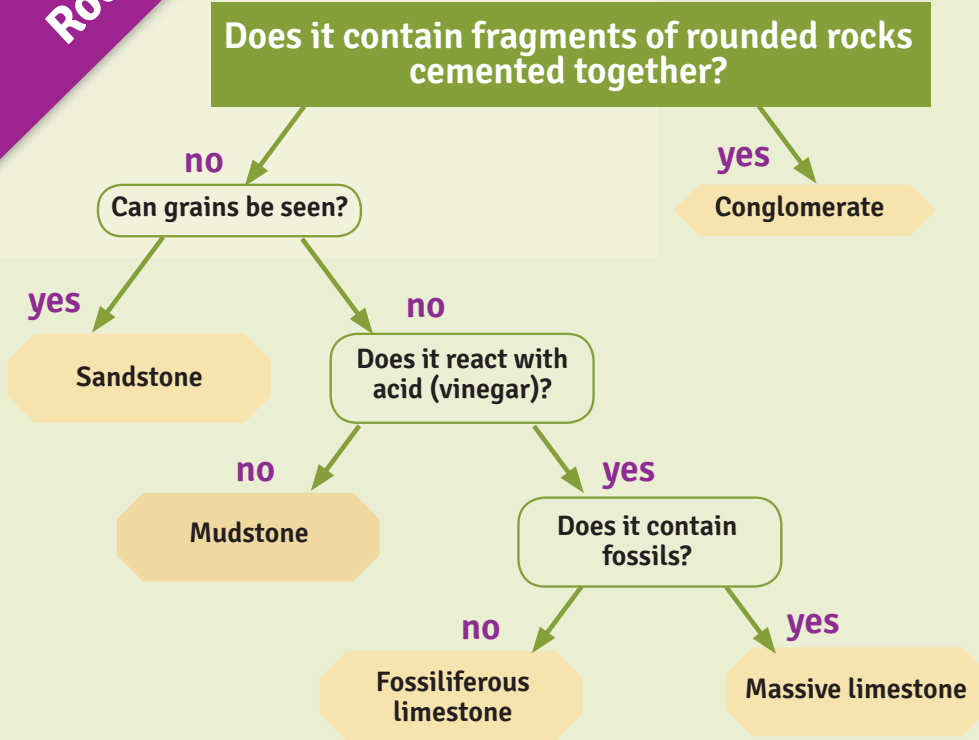 Does it contain fragments of rounded rocks
cemented together?
no
yes
Can grains be seen?
Conglomerate
yes
no
Sandstone
Does it react with
acid (vinegar)?
no
yes
Mudstone
Does it contain
fossils?
no
yes
Fossiliferous
limestone
Massive limestone